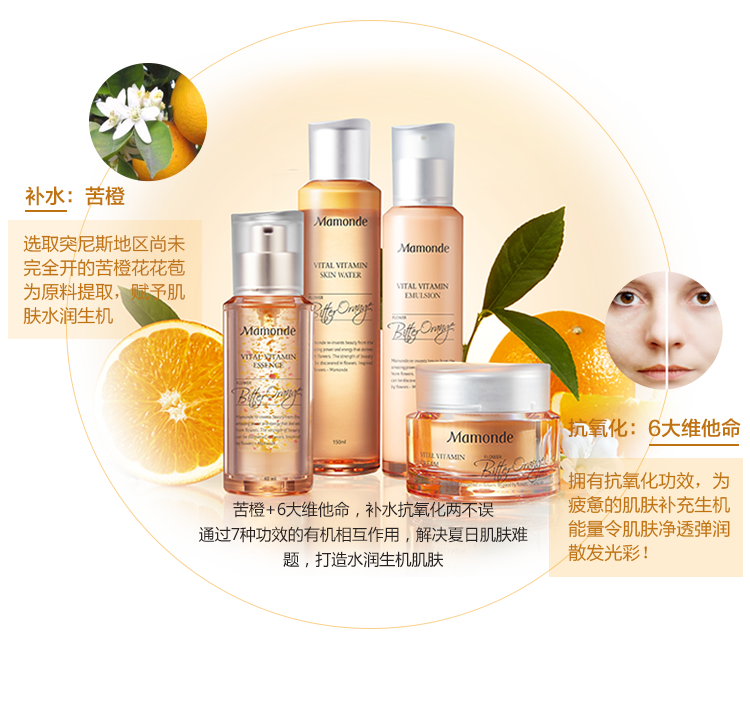 补水：苦橙
选取突尼斯地区尚未
完全开的苦橙花花苞
为原料提取，赋予肌
肤水润生机
Mamonde
VITAL VITAMIN
SKIN WATER
FLOWER
Bitter Orange
150ml
Mamonde
VITAL VITAMIN
EMULSION
FLOWER
Bitter Orange
Mamonde
VITAL VITAMIN
ESSENCE
FLOWER
Bitter Orange
40 ml
Mamonde
VITAL VITAMIN
CREAM
FLOWER
Bitter Orange
抗氧化：6大维他命
拥有抗氧化功效，为
疲惫的肌肤补充生机
能量令肌肤净透弹润
散发光彩！
苦橙+6大维他命，补水抗氧化两不误
通过7种功效的有机相互作用，解决夏日肌肤难
题，打造水润生机肌肤